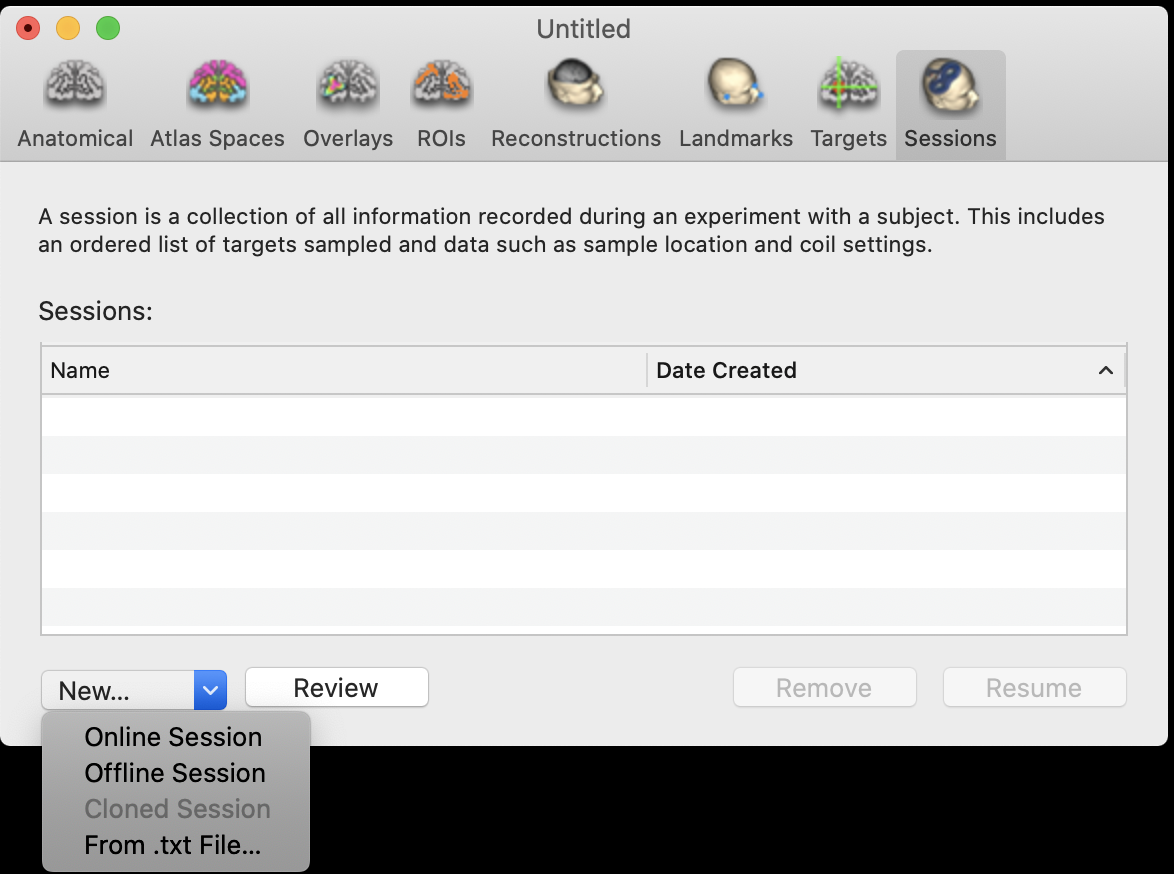 Untitled
Anatomical Atlas Spaces Overlays ROIs Reconstructions Landmarks Targets Sessions
A session is a collection of all information recorded during an experiment with a subject. This includes
an ordered list of targets sampled and data such as sample location and coil settings.
Sessions:
Name Date Created
New... Review Remove Resume
Online Session
Offline Session
Cloned Session
From .txt File...